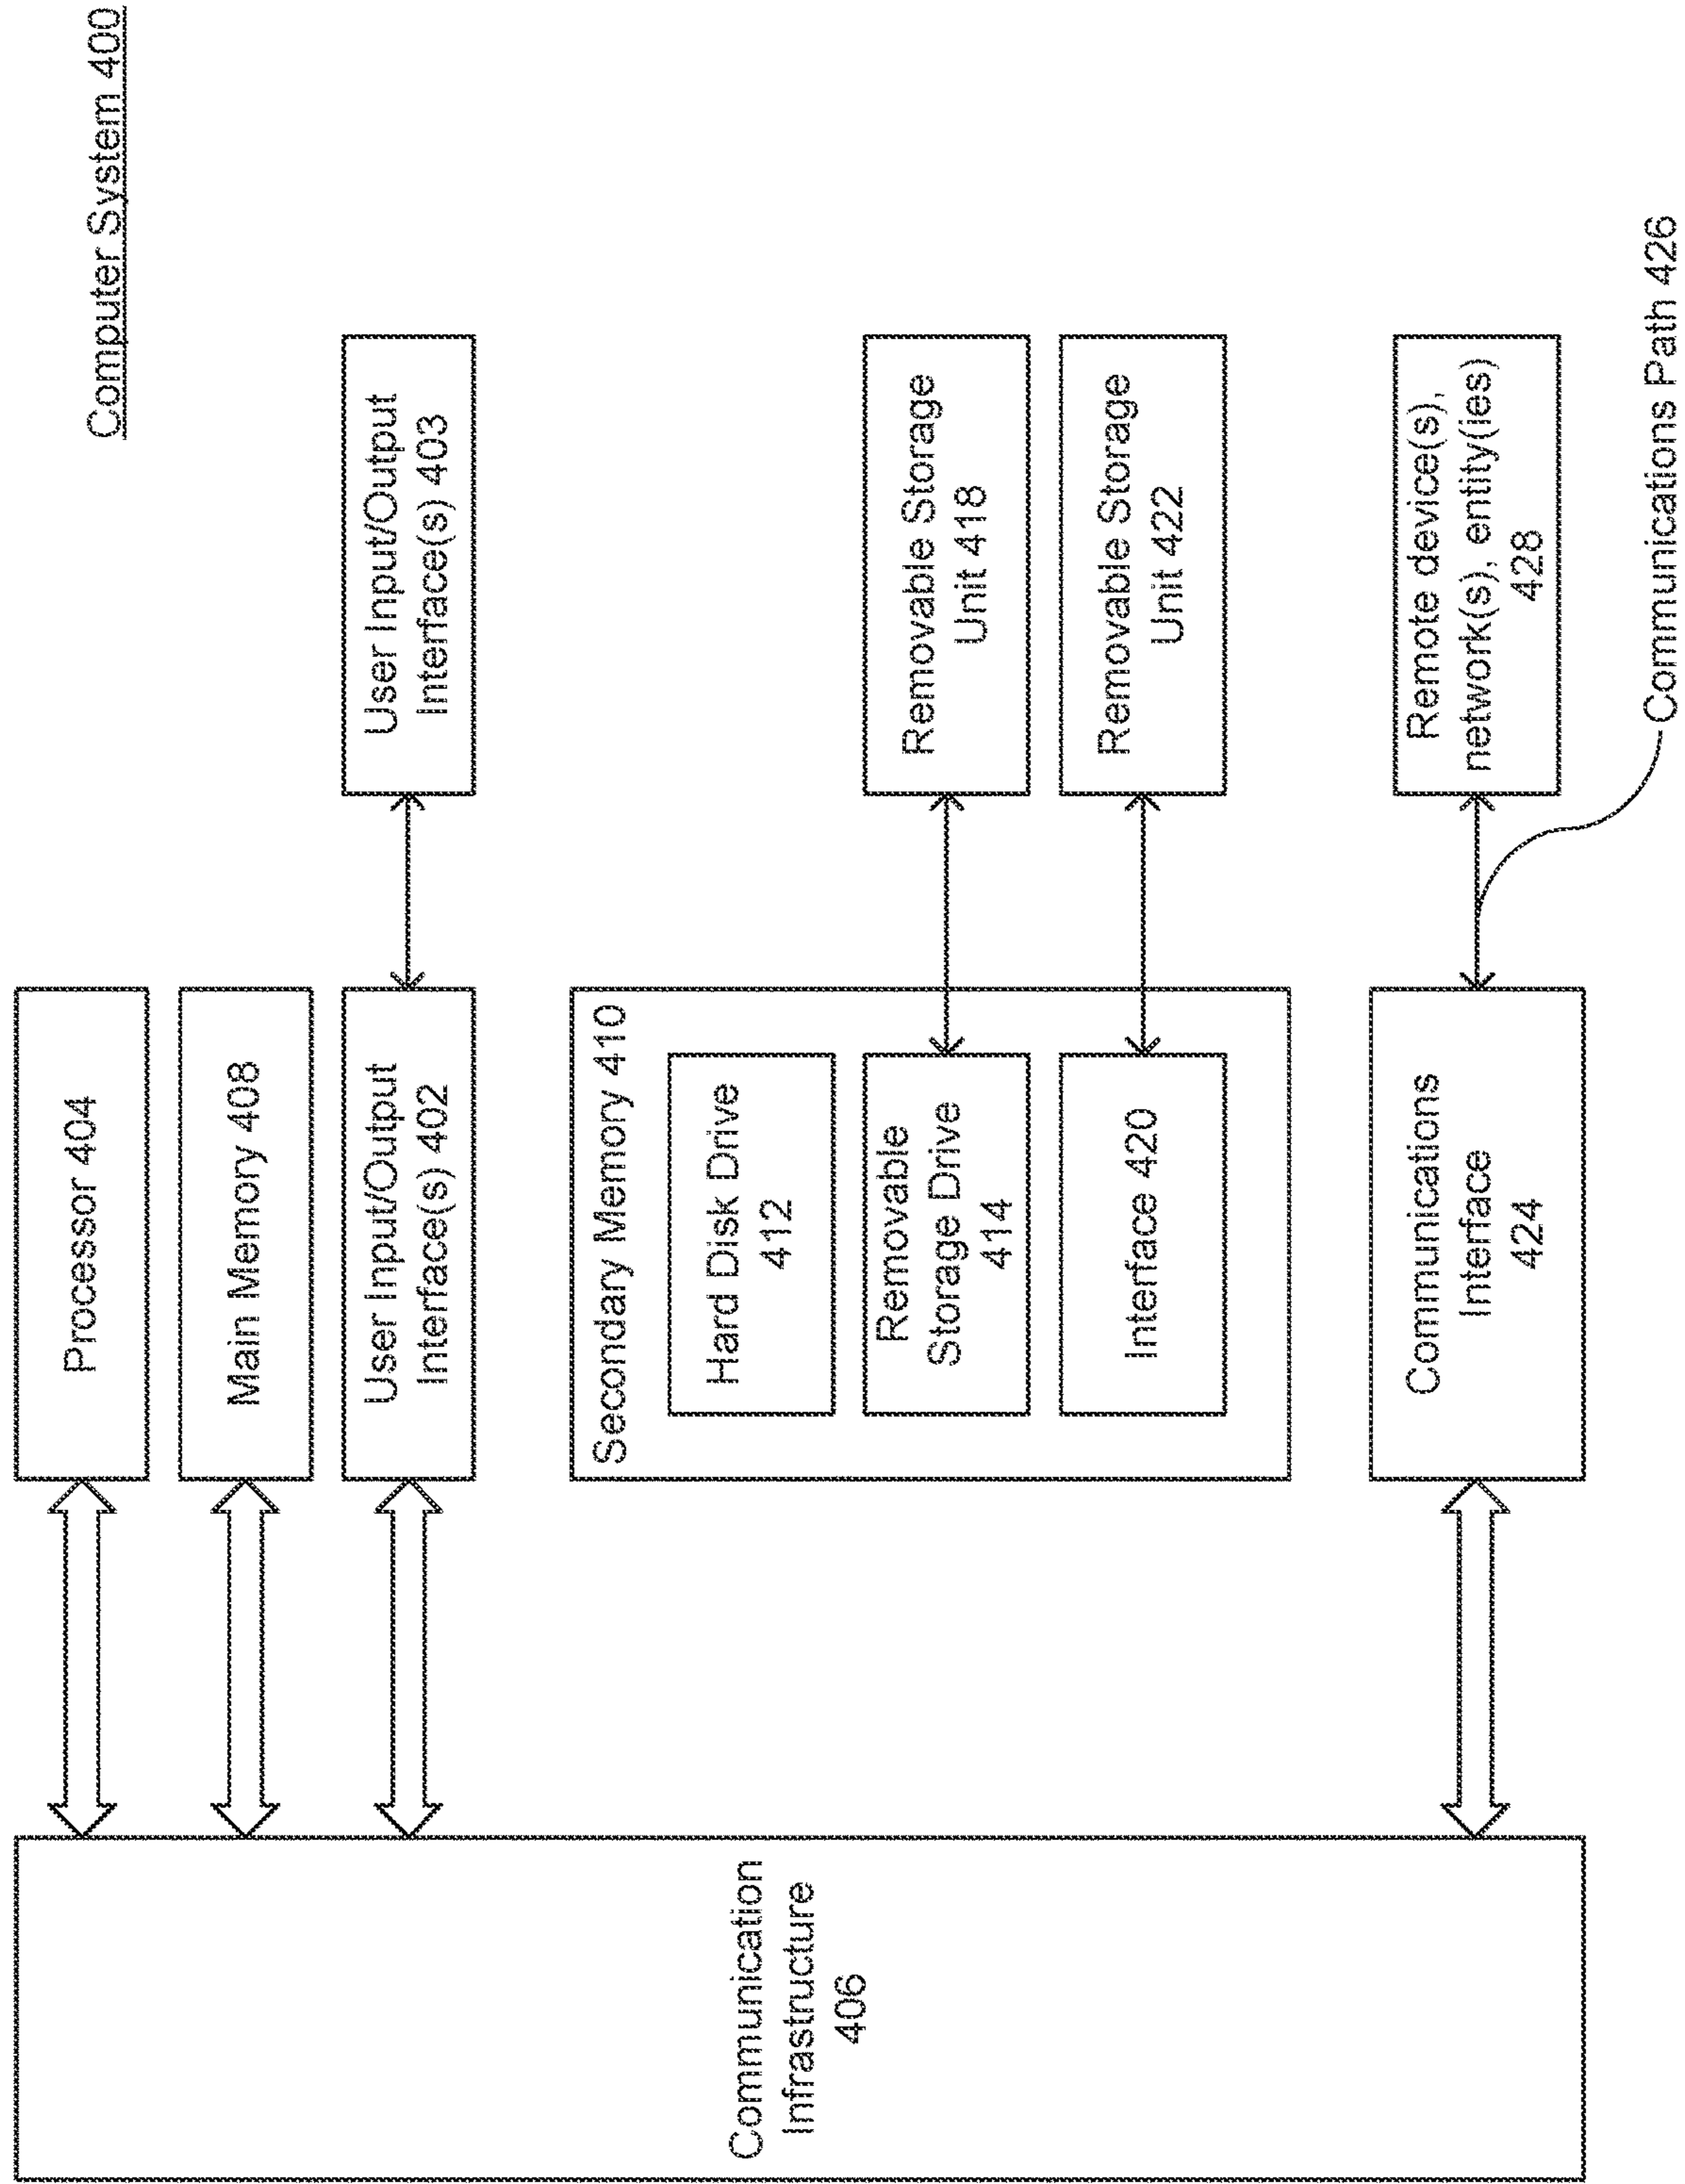 Computer System 400
Processor 404
Main Memory 408
User Input/Output
Interface(s) 402
User Input/Output
Interface(s) 403
Communication
Infrastructure
406
Secondary Memory 410
Hard Disk Drive
412
Removable
Storage Drive
414
Removable Storage
Unit 418
Interface 420
Removable Storage
Unit 422
Communications
Interface
424
Remote device(s),
network(s), entity(ies)
428
Communications Path 426